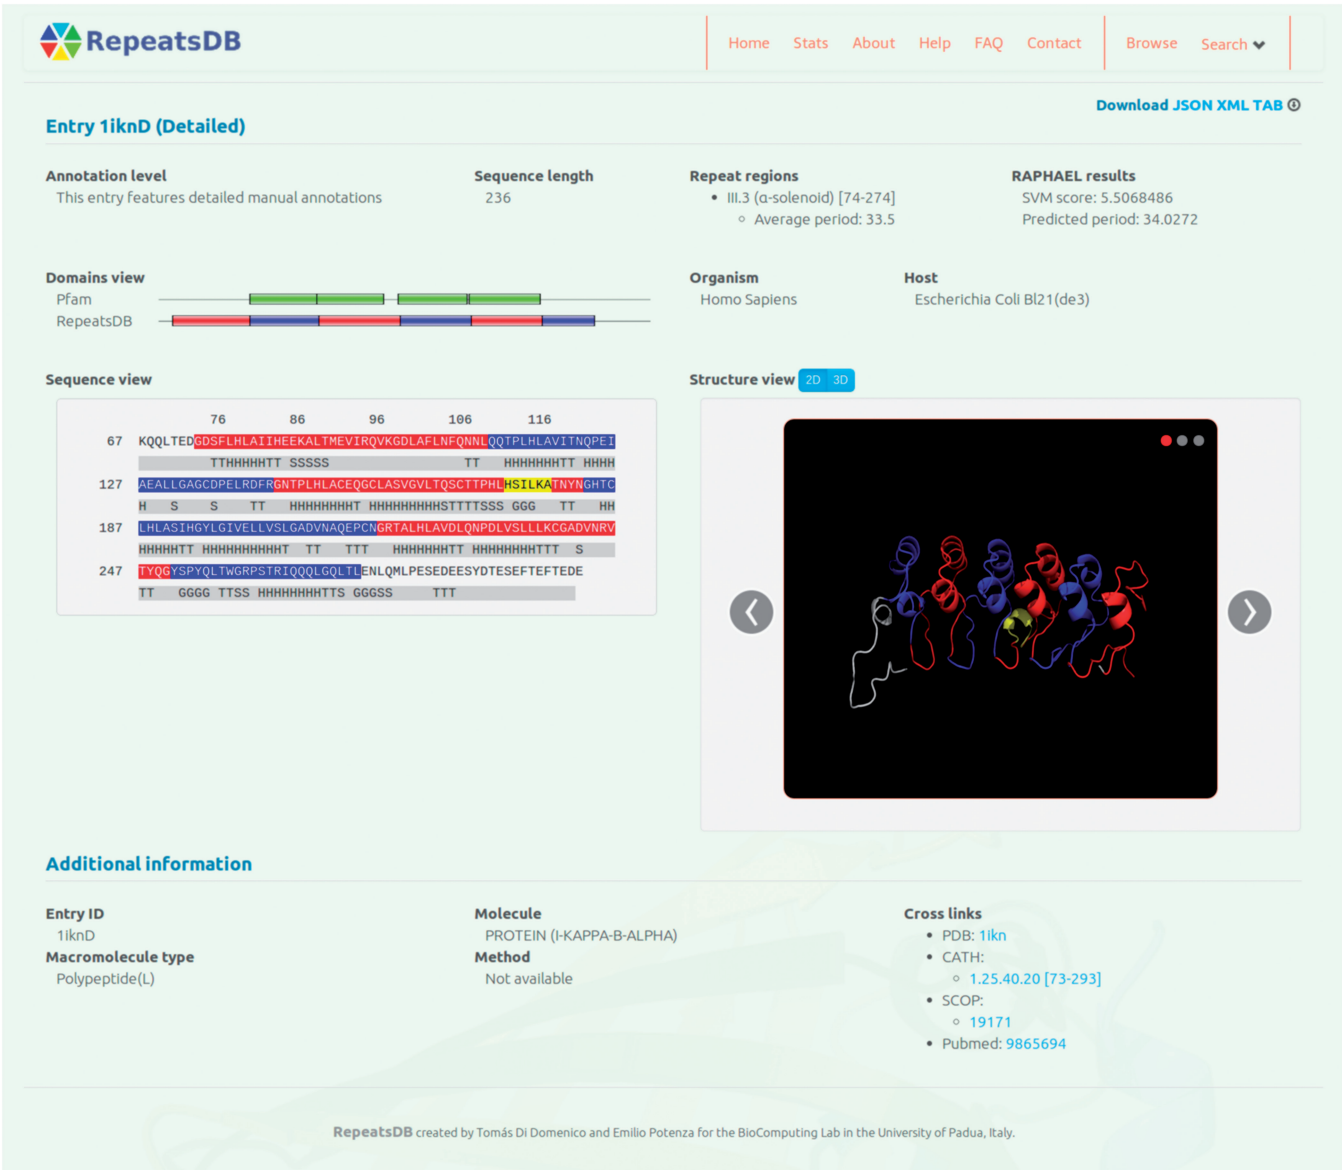 RepeatsDB
Home Stats About Help FAQ Contact Browse Search
Download JSON XML TAB
Entry 1iknD (Detailed)
Annotation level Sequence length Repeat regions RAPHAEL results
This entry features detailed manual annotations 236 • III.3 (α-solenoid) [74-274] SVM score: 5.5068486
◦ Average period: 33.5 Predicted period: 34.0272
Domains view Organism Host
Pfam Homo Sapiens Escherichia Coli Bl21(de3)
RepeatsDB
Sequence view Structure view 2D 3D
76 86 96 106 116
67 KQQLTEDGDSFLHLAIIHEEKALTMEVIRQVKGDLAFLNFQNNLQQTPLHLAVITNQPEI
TTHHHHHTT SSSSS TT HHHHHHHTT HHHH
127 AEALLGAGCDPELRDFRGNTPLHLACEQGCLASVGVLTQSCTTPHLHSILKATNYNGHTC
H S S TT HHHHHHHTT HHHHHHHHHSTTTTSSS GGG TT HH
187 LHLASIHGYLGIVELLVSLGADVNAQEPCNGRTALHLAVDLQNPDLVSLLLKCGADVNRV
HHHHHTT HHHHHHHHHHT TT TTT HHHHHHHTT HHHHHHHHTTT S
247 TYQGYSPYQLTWGRPSTRIQQQLGQLTLENLQMLPESEDEESYDTESEFTEFTEDE
TT GGGG TTSS HHHHHHHHTTS GGGSS TTT
Additional information
Entry ID Molecule Cross links
1iknD PROTEIN (I-KAPPA-B-ALPHA) • PDB: 1ikn
Macromolecule type Method • CATH:
Polypeptide(L) Not available ◦ 1.25.40.20 [73-293]
• SCOP:
◦ 19171
• Pubmed: 9865694
RepeatsDB created by Tomás Di Domenico and Emilio Potenza for the BioComputing Lab in the University of Padua, Italy.